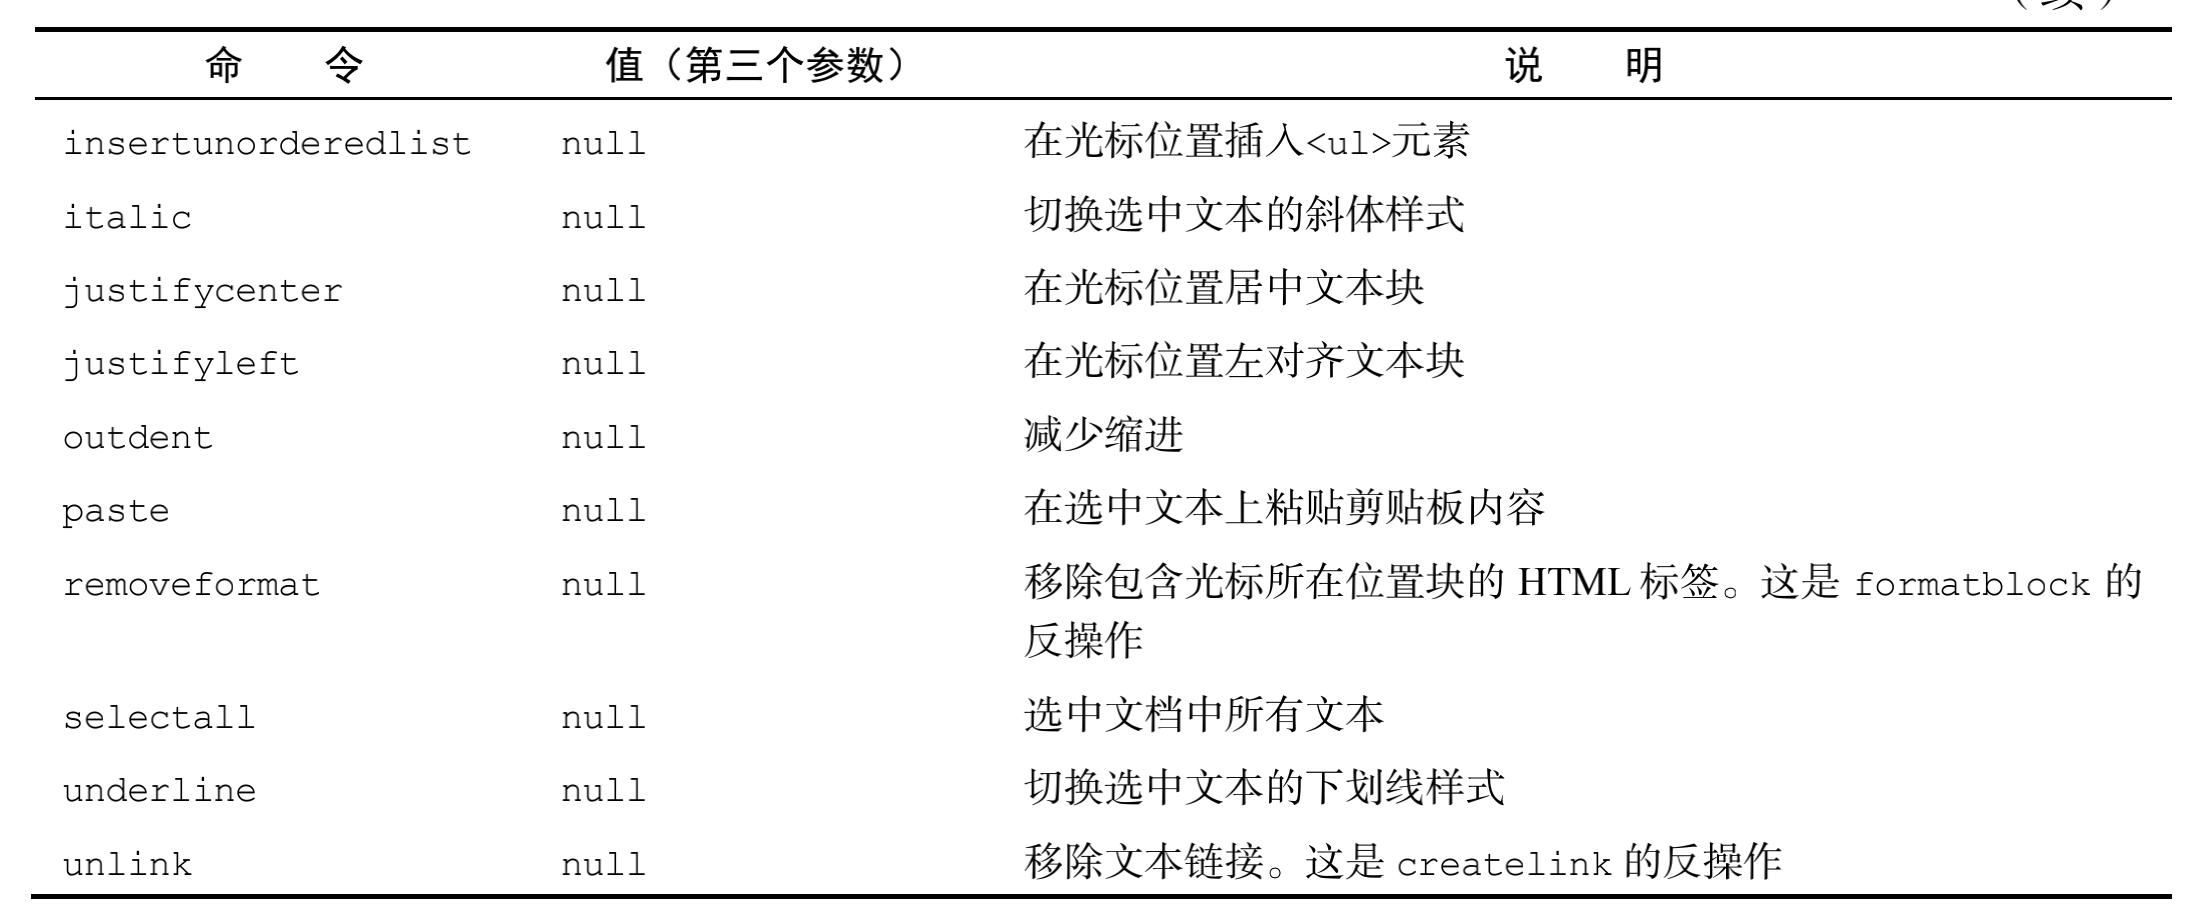 （续）
命 令 值（第三个参数） 说 明
insertunorderedlist null 在光标位置插入<ul>元素
italic null 切换选中文本的斜体样式
justifycenter null 在光标位置居中文本块
justifyleft null 在光标位置左对齐文本块
outdent null 减少缩进
paste null 在选中文本上粘贴剪贴板内容
removeformat null 移除包含光标所在位置块的 HTML 标签。这是 formatblock 的
反操作
selectall null 选中文档中所有文本
underline null 切换选中文本的下划线样式
unlink null 移除文本链接。这是 createlink 的反操作